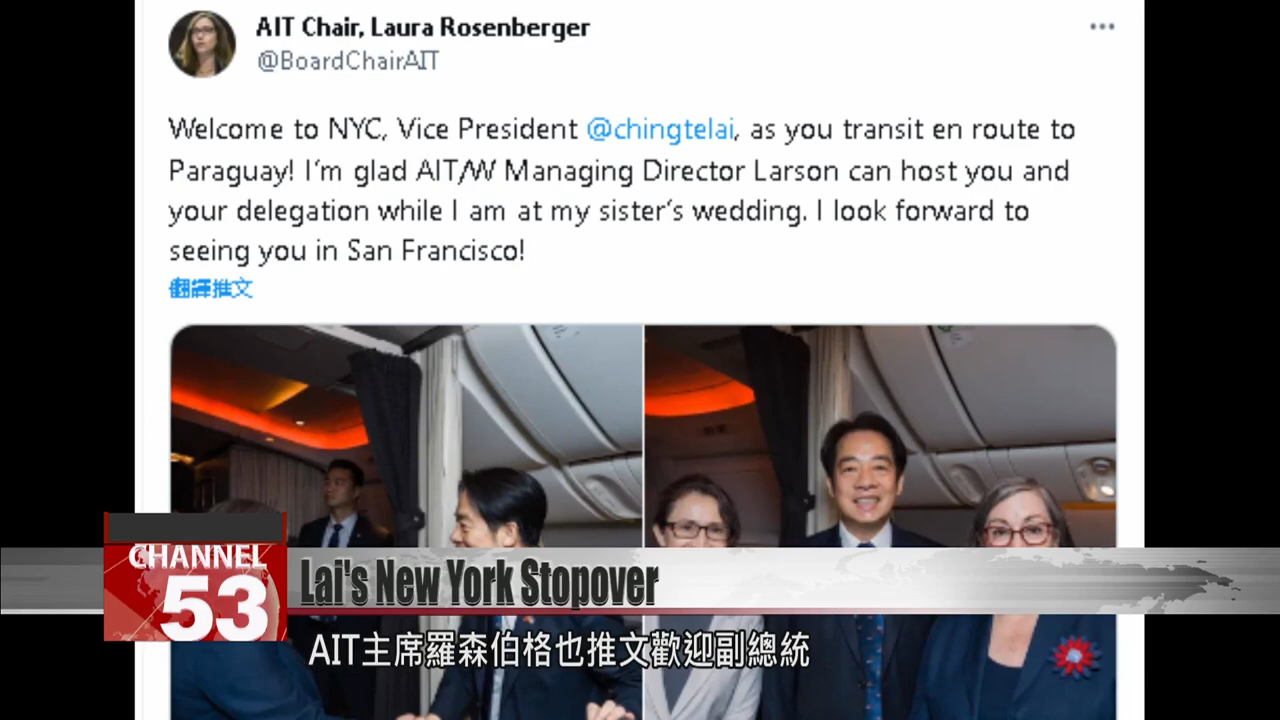 AIT Chair, Laura Rosenberger
@BoardChairAIT
Welcome to NYC, Vice President @chingtelai, as you transit en route to
Paraguay! I'm glad AIT/W Managing Director Larson can host you and
your delegation while I am at my sister's wedding. I look forward to
seeing you in San Francisco!
翻譯推文
CHANNEL
53
Lai's New York Stopover
AIT主席羅森伯格也推文歡迎副總統